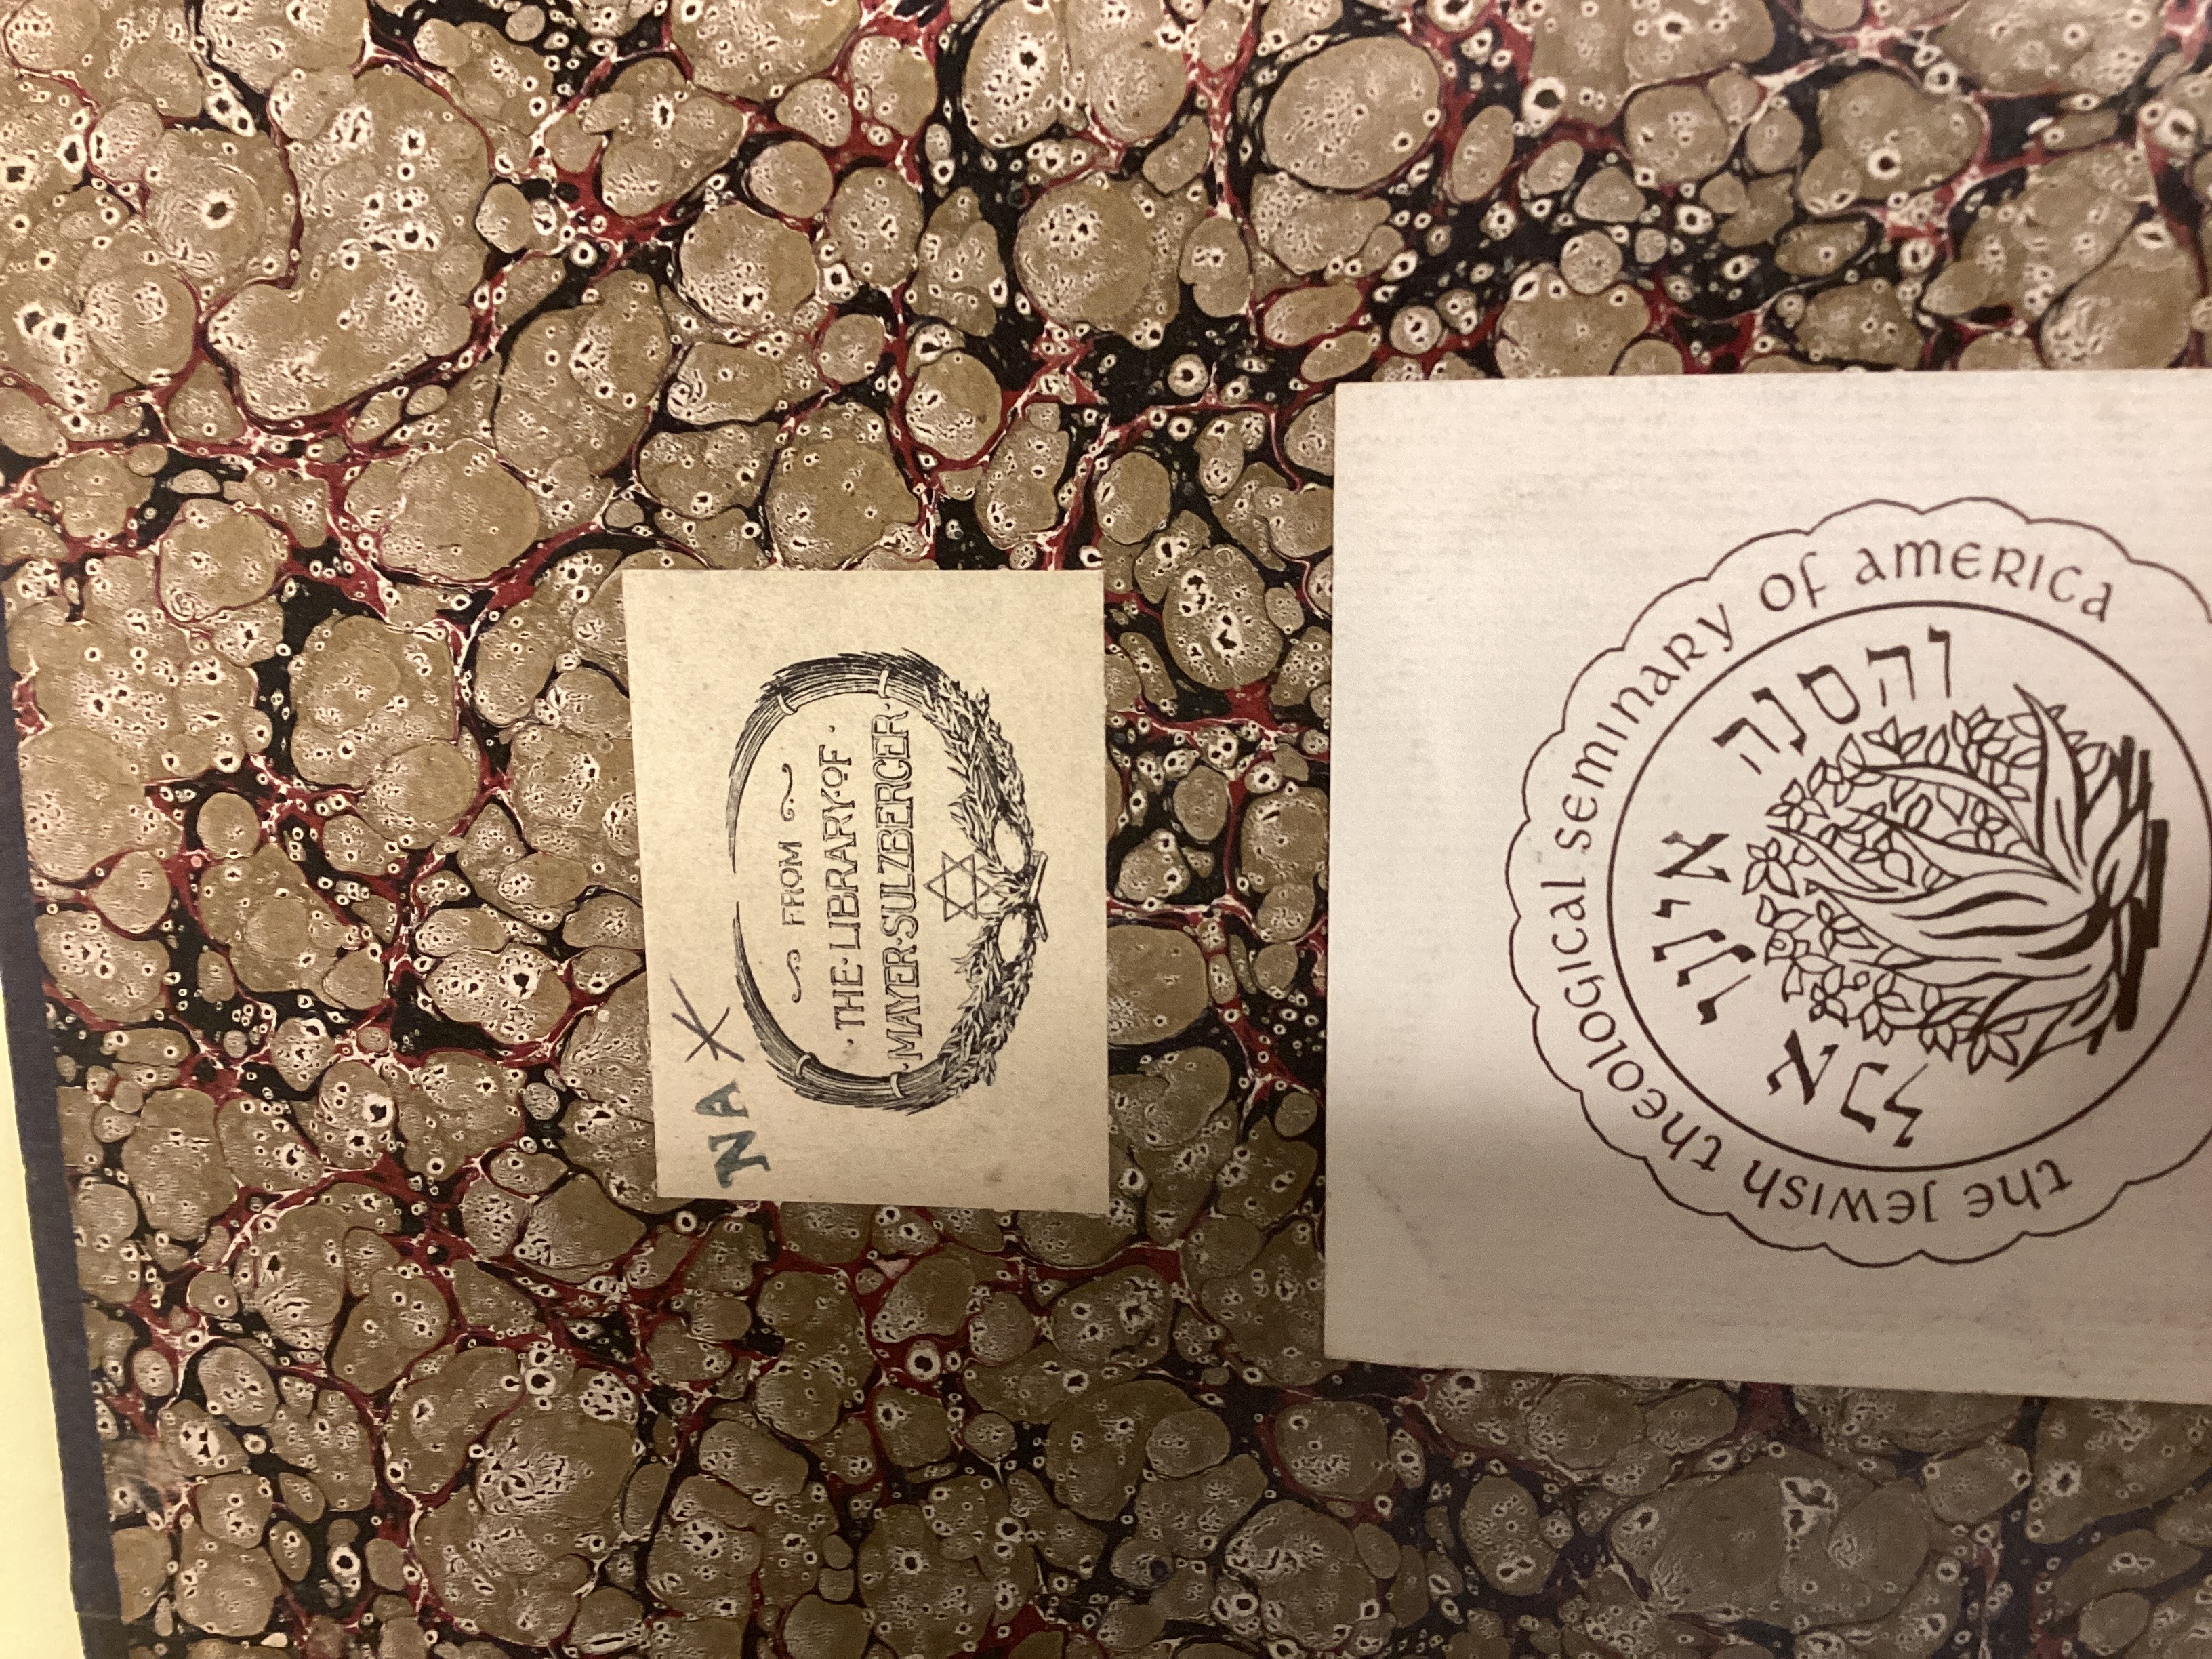 NA
FROM
·THE·LIBRARY·OF·
·MAYER·SULZBERGER·
the jewish theological seminary of america
והסנה איננו אכל